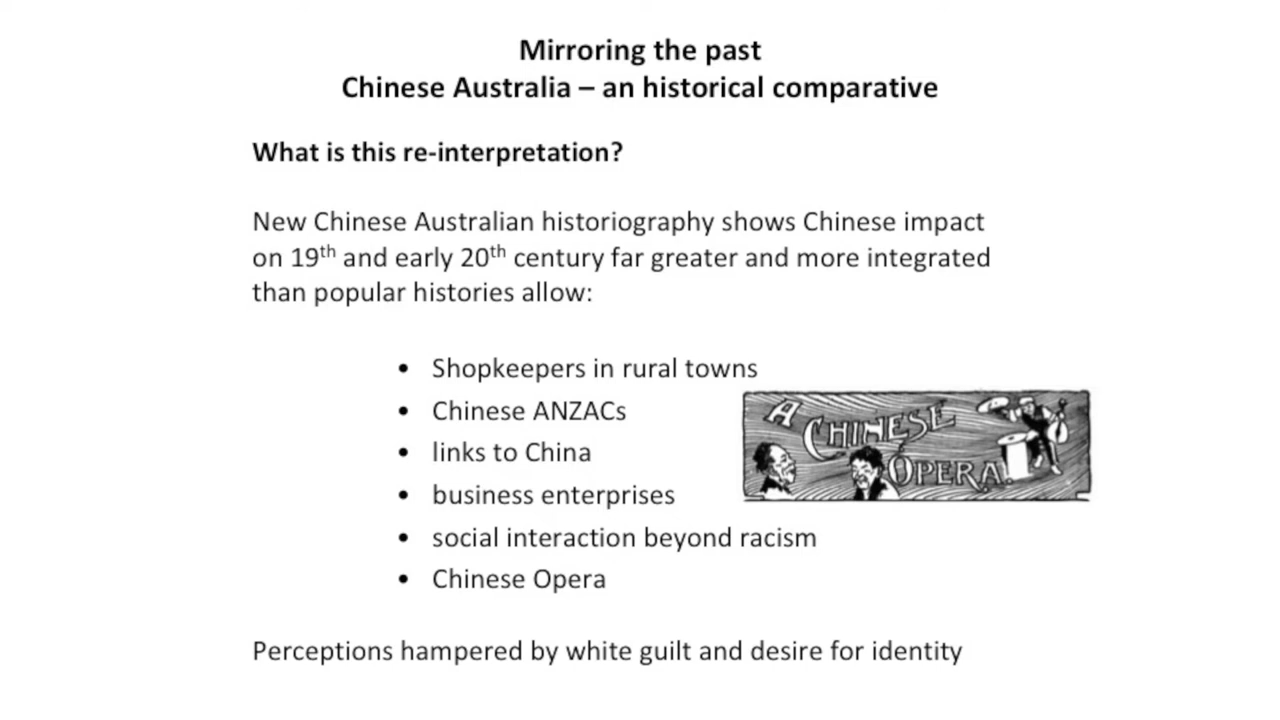 Mirroring the past
Chinese Australia – an historical comparative
What is this re-interpretation?
New Chinese Australian historiography shows Chinese impact
on 19th and early 20th century far greater and more integrated
than popular histories allow:
• Shopkeepers in rural towns
• Chinese ANZACs
• links to China
• business enterprises
• social interaction beyond racism
• Chinese Opera
A CHINESE
OPERA.
Perceptions hampered by white guilt and desire for identity